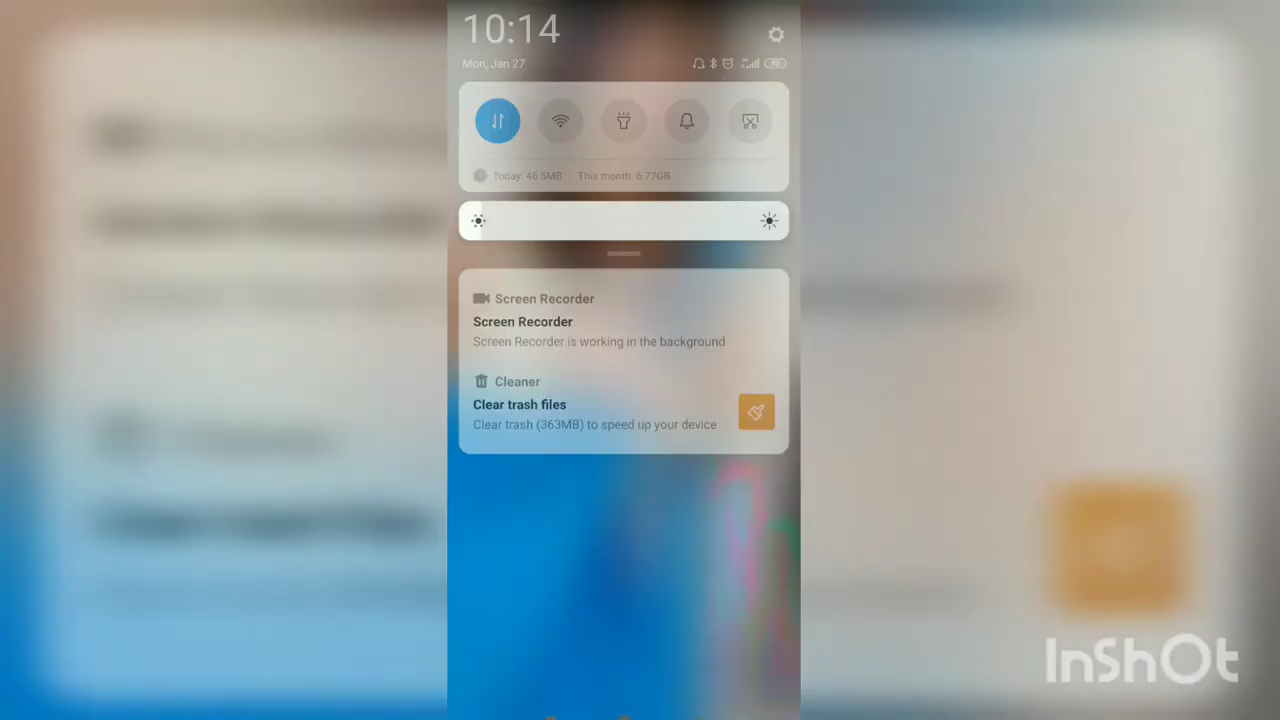 10:14
Mon, Jan 27
Today: 46.5MB This month: 6.77GB
Screen Recorder
Screen Recorder
Screen Recorder is working in the background
Cleaner
Clear trash files
Clear trash (363MB) to speed up your device
InShOt